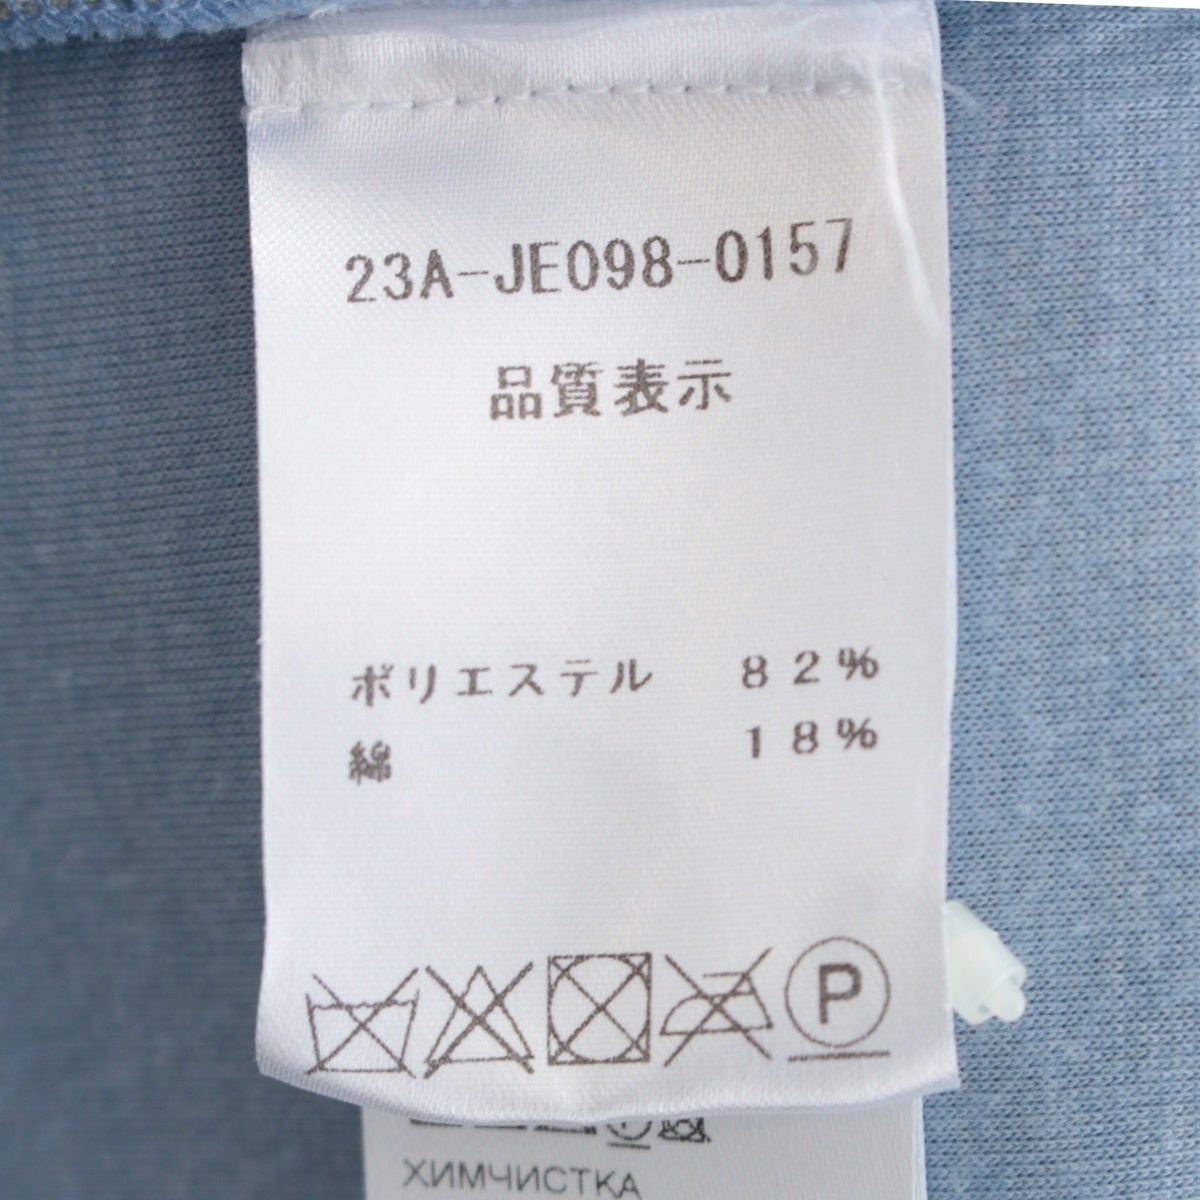 23A-JE098-0157
品質表示
ポリエステル 82%
綿 18%
P
ХИМЧИСТКА